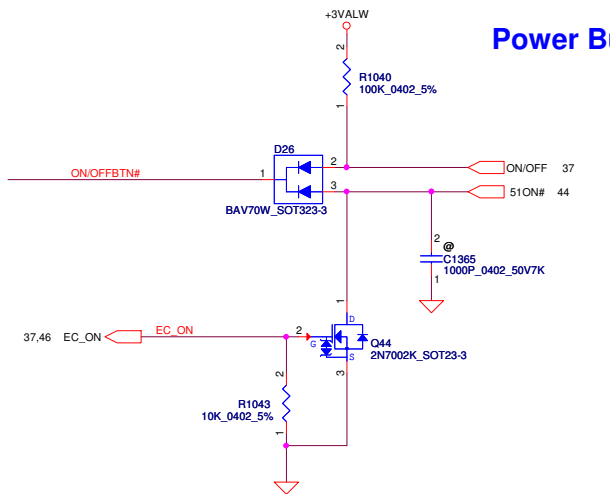 +3VALW
Power Bu
2
R1040
100K_0402_5%
1
D26
ON/OFFBTN#
1
2
ON/OFF 37
3
51ON# 44
BAV70W_SOT323-3
2
@
C1365
1000P_0402_50V7K
1
1
D
37,46 EC_ON
EC_ON
2
G
S
Q44
2N7002K_SOT23-3
3
2
R1043
10K_0402_5%
1